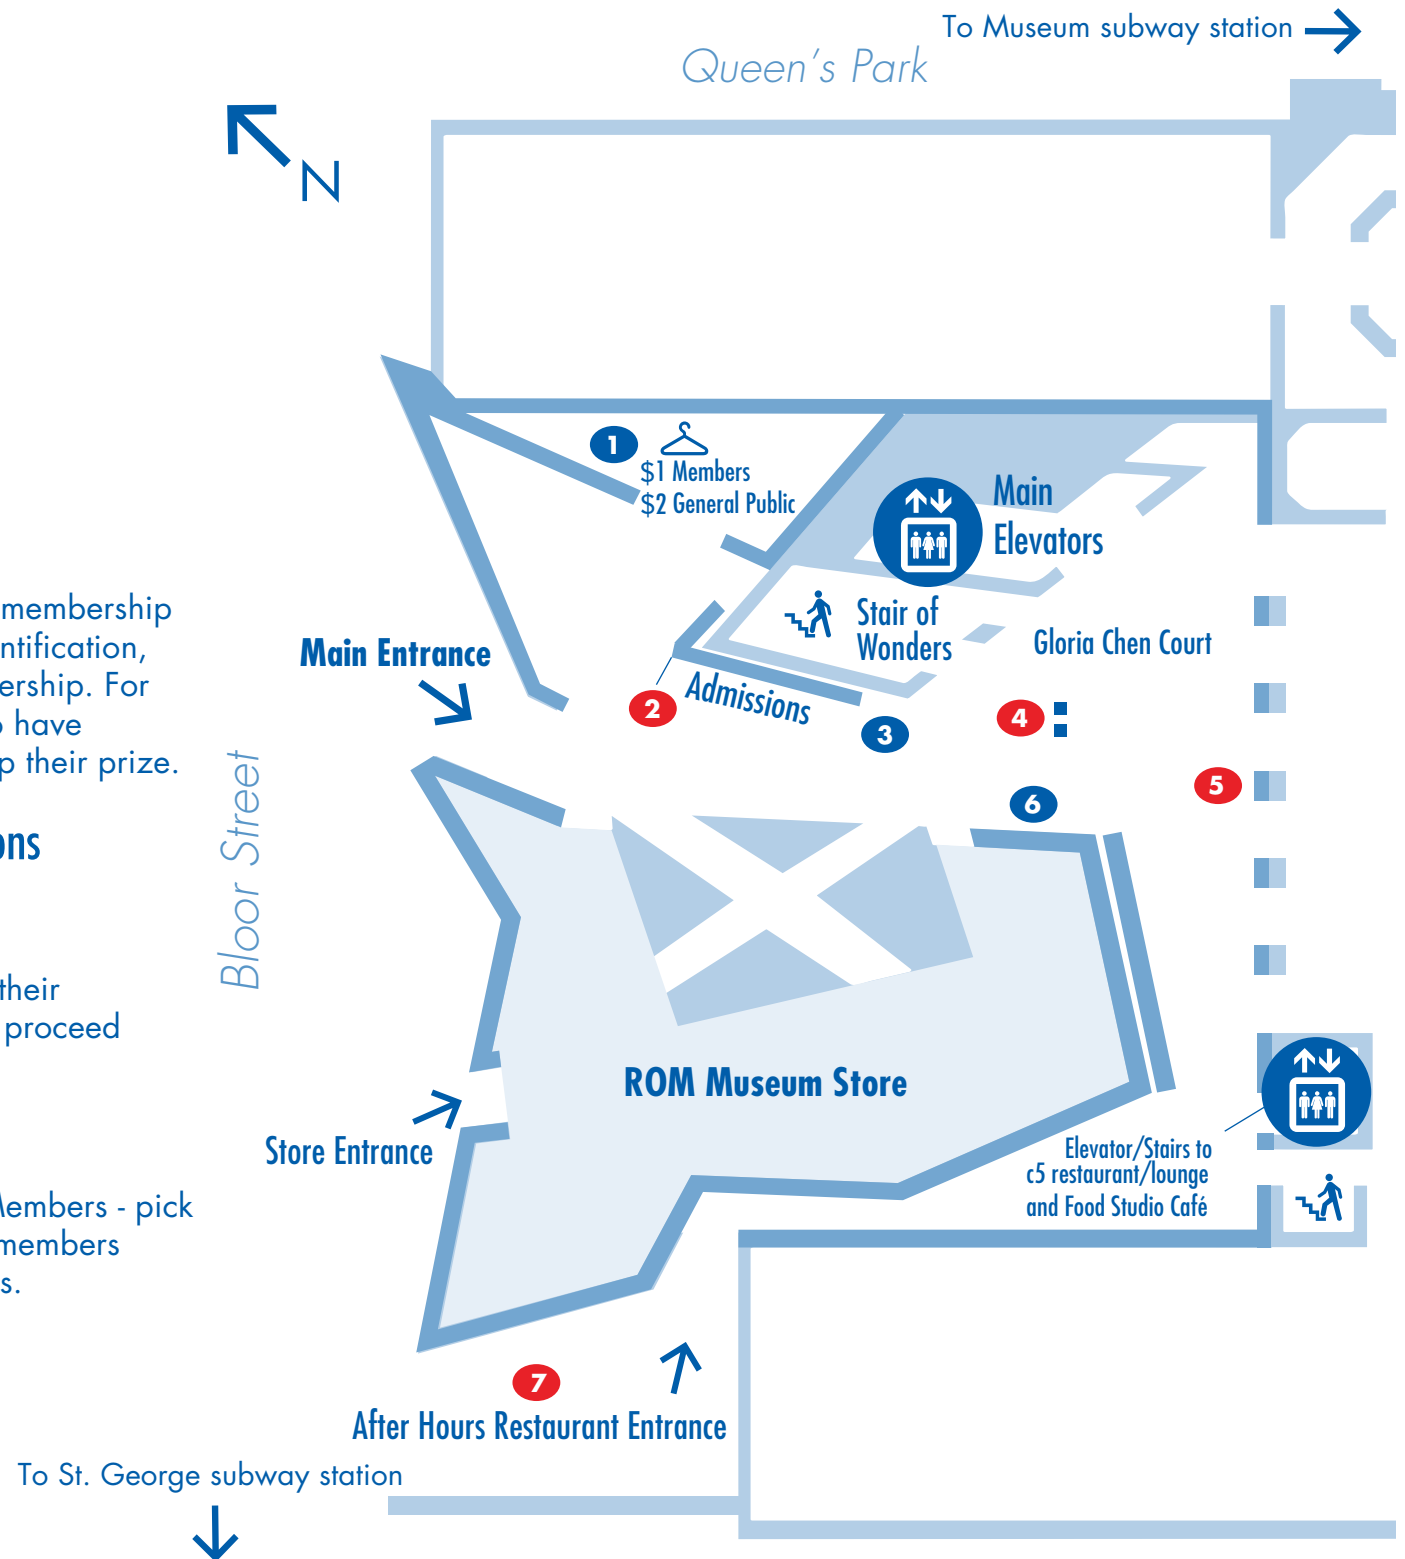 To Museum subway station
Queen's Park
N
1
$1 Members
$2 General Public
Main
Elevators
membership
ntification,
ership. For
o have
p their prize.
Stair of
Wonders
Gloria Chen Court
Main Entrance
2
Admissions
3
4
5
6
Bloor Street
ons
their
proceed
ROM Museum Store
Store Entrance
Elevator/Stairs to
c5 restaurant/lounge
and Food Studio Café
Members - pick
members
s.
7
After Hours Restaurant Entrance
To St. George subway station